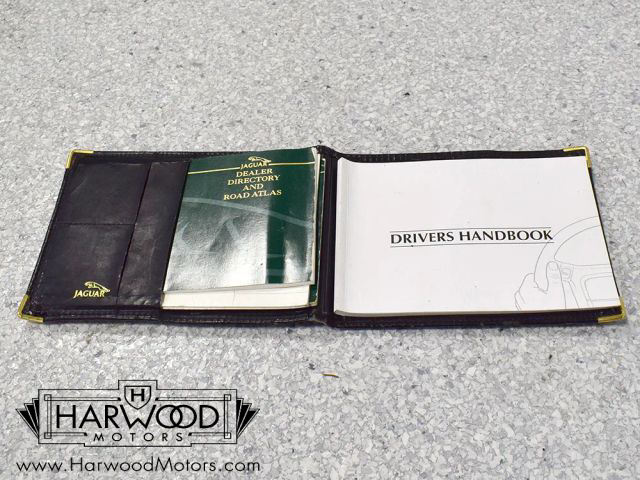 JAGUAR
DEALER
DIRECTORY
AND
ROAD ATLAS
DRIVERS HANDBOOK
JAGUAR
H
HARWOOD
MOTORS
www.HarwoodMotors.com